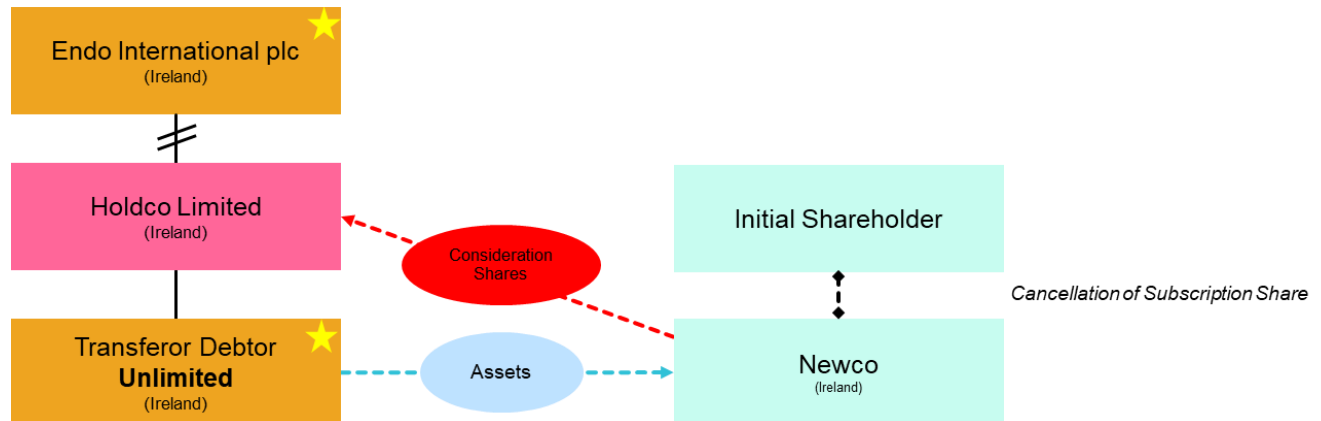 Endo International plc
(Ireland)
Holdco Limited
(Ireland)
Consideration
Shares
Initial Shareholder
Cancellation of Subscription Share
Transferor Debtor
Unlimited
(Ireland)
Assets
Newco
(Ireland)